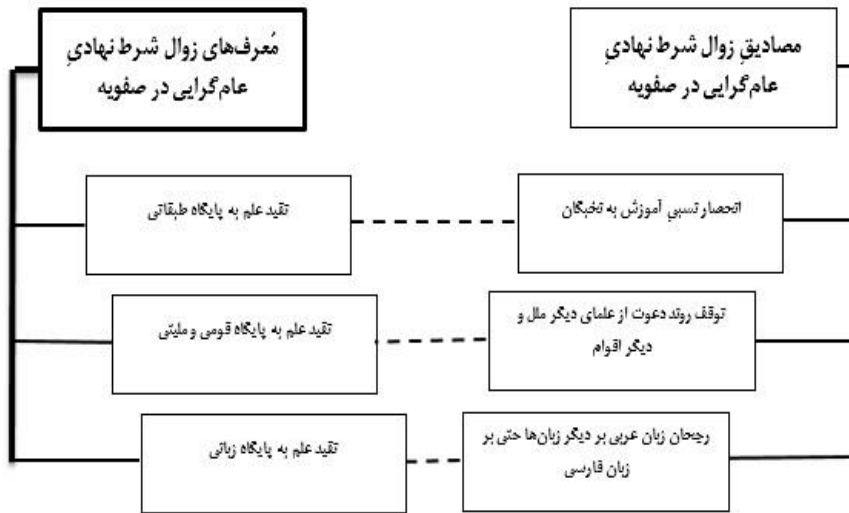 مصادیقِ زوال شرط نهادیِ
عام‌گرایی در صفویه
مُعرف‌های زوال شرط نهادیِ
عام‌گرایی در صفویه
انحصار نسبیِ آموزش به نخبگان
تقید علم به پایگاه طبقاتی
توقف روند دعوت از علمای دیگر ملل و
دیگر اقوام
تقید علم به پایگاه قومی و ملیتی
رجحان زبان عربی بر دیگر زبان‌ها حتی بر
زبان فارسی
تقید علم به پایگاه زبانی